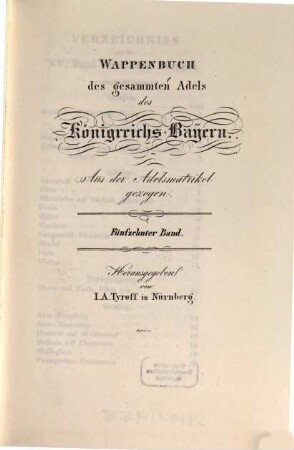 WAPPENBUCH
des gesammten Adels
des
Königreichs Bayern.
Aus der Adelsmatrikel
gezogen.
Fünfzehnter Band.
Herausgegeben
von
I. A. Tyroff in Nürnberg.